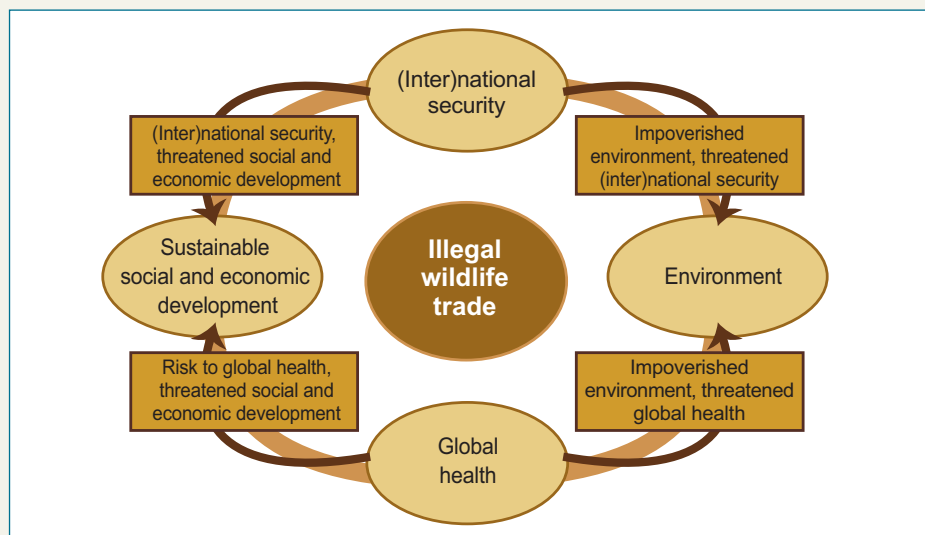 (Inter)national
security
(Inter)national security,
threatened social and
economic development
Impoverished
environment, threatened
(inter)national security
Sustainable
social and economic
development
Illegal
wildlife
trade
Environment
Risk to global health,
threatened social and
economic development
Impoverished
environment, threatened
global health
Global
health